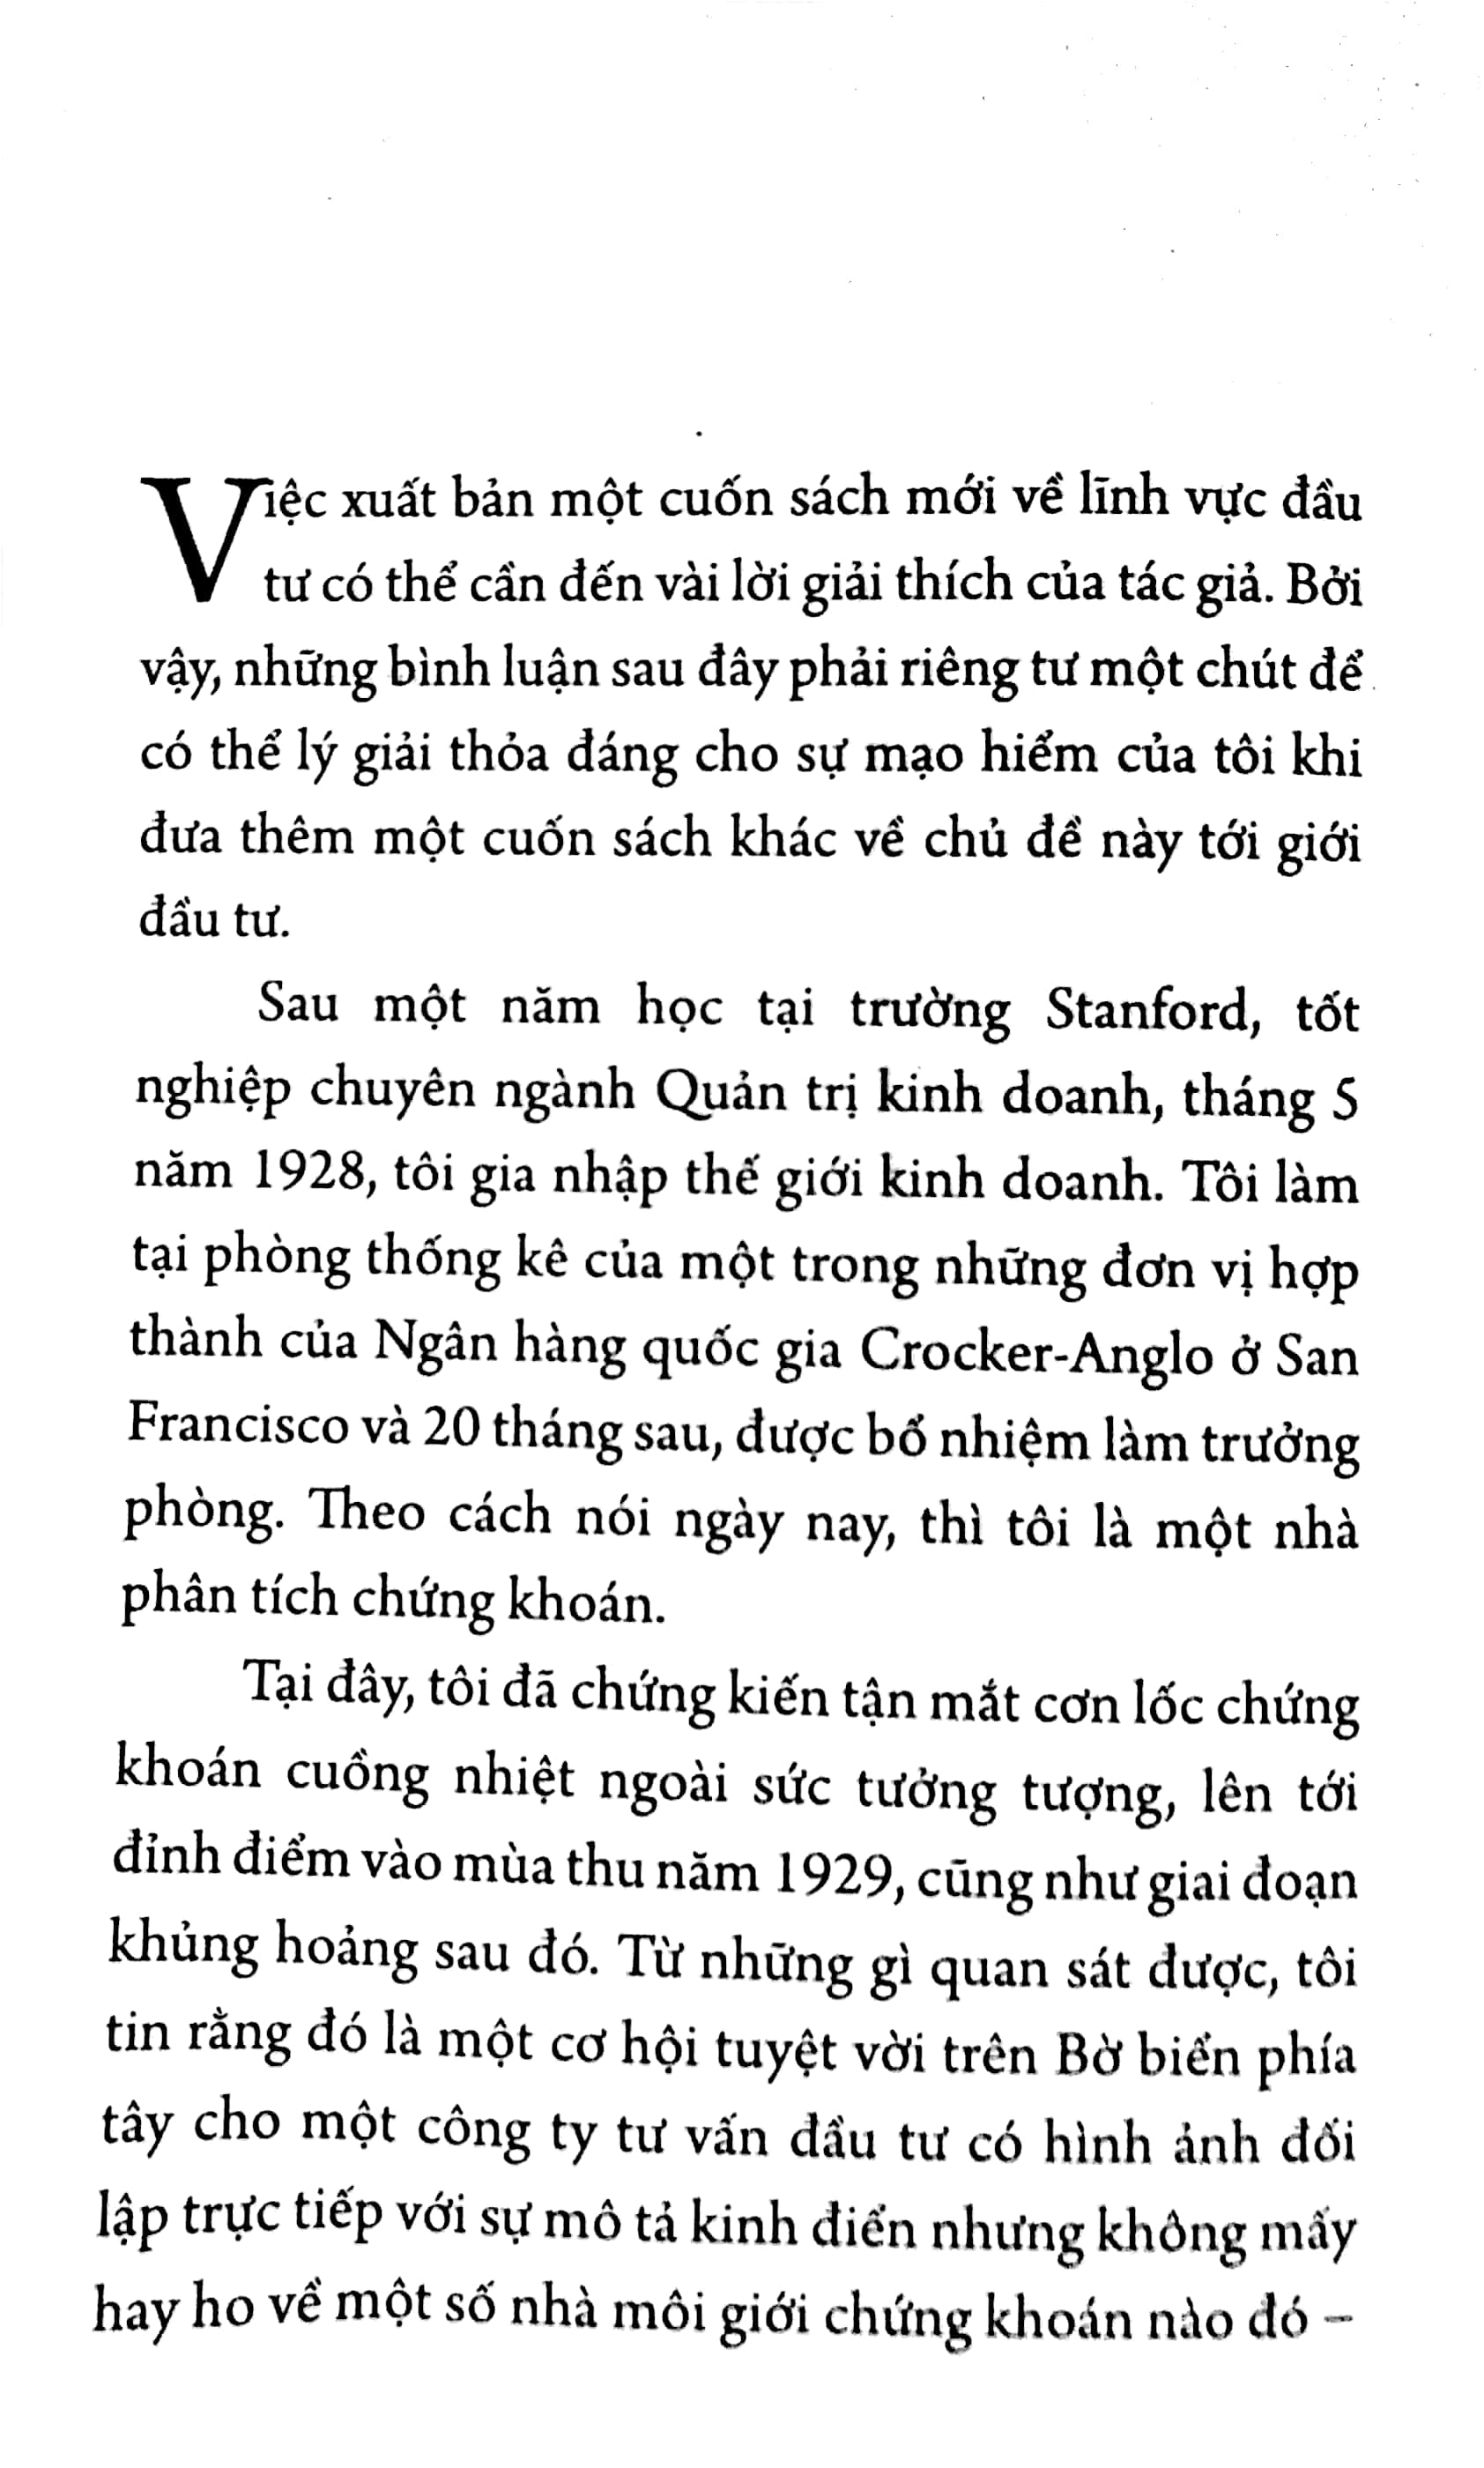 Việc xuất bản một cuốn sách mới về lĩnh vực đầu
tư có thể cần đến vài lời giải thích của tác giả. Bởi
vậy, những bình luận sau đây phải riêng tư một chút để
có thể lý giải thỏa đáng cho sự mạo hiểm của tôi khi
đưa thêm một cuốn sách khác về chủ đề này tới giới
đầu tư.
Sau một năm học tại trường Stanford, tốt
nghiệp chuyên ngành Quản trị kinh doanh, tháng 5
năm 1928, tôi gia nhập thế giới kinh doanh. Tôi làm
tại phòng thống kê của một trong những đơn vị hợp
thành của Ngân hàng quốc gia Crocker-Anglo ở San
Francisco và 20 tháng sau, được bổ nhiệm làm trưởng
phòng. Theo cách nói ngày nay, thì tôi là một nhà
phân tích chứng khoán.
Tại đây, tôi đã chứng kiến tận mắt cơn lốc chứng
khoán cuồng nhiệt ngoài sức tưởng tượng, lên tới
đỉnh điểm vào mùa thu năm 1929, cũng như giai đoạn
khủng hoảng sau đó. Từ những gì quan sát được, tôi
tin rằng đó là một cơ hội tuyệt vời trên Bờ biển phía
tây cho một công ty tư vấn đầu tư có hình ảnh đối
lập trực tiếp với sự mô tả kinh điển nhưng không mấy
hay ho về một số nhà môi giới chứng khoán nào đó –